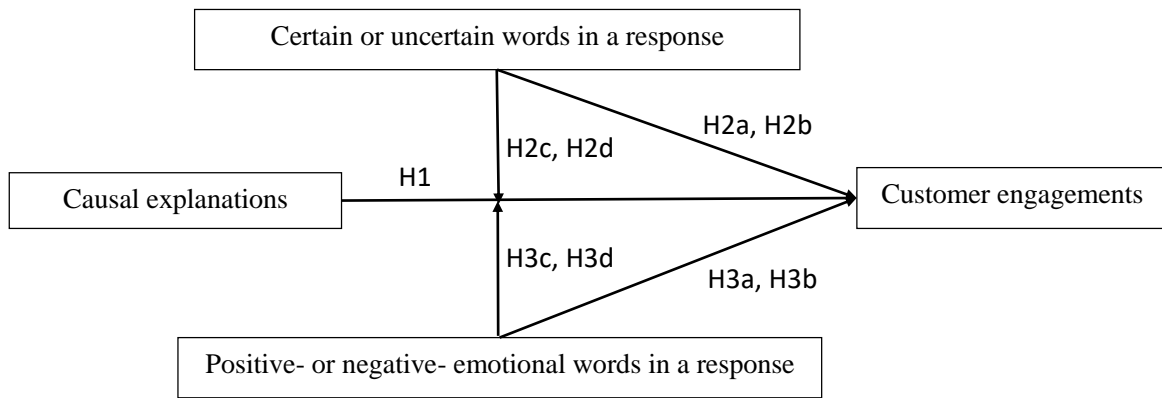 Certain or uncertain words in a response
H2a, H2b
H2c, H2d
H1
Causal explanations
Customer engagements
H3c, H3d
H3a, H3b
Positive- or negative- emotional words in a response